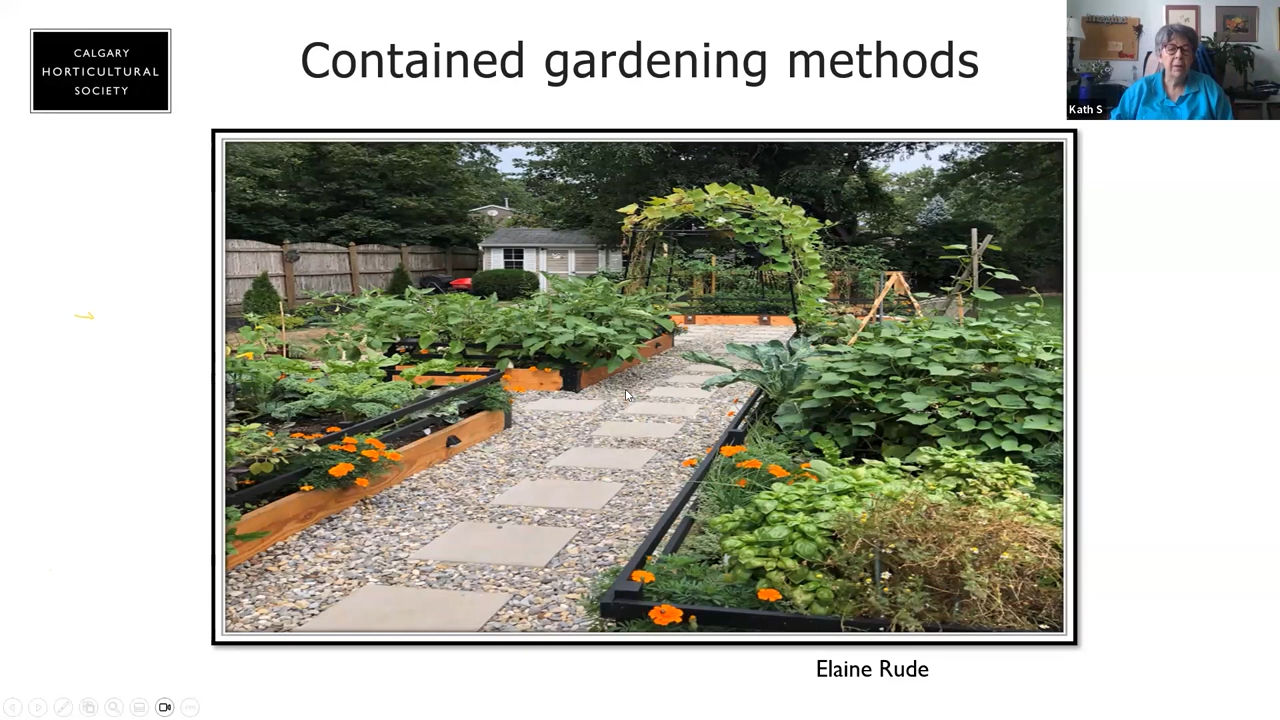 CALGARY
HORTICULTURAL
SOCIETY
Contained gardening methods
Kath S
Elaine Rude